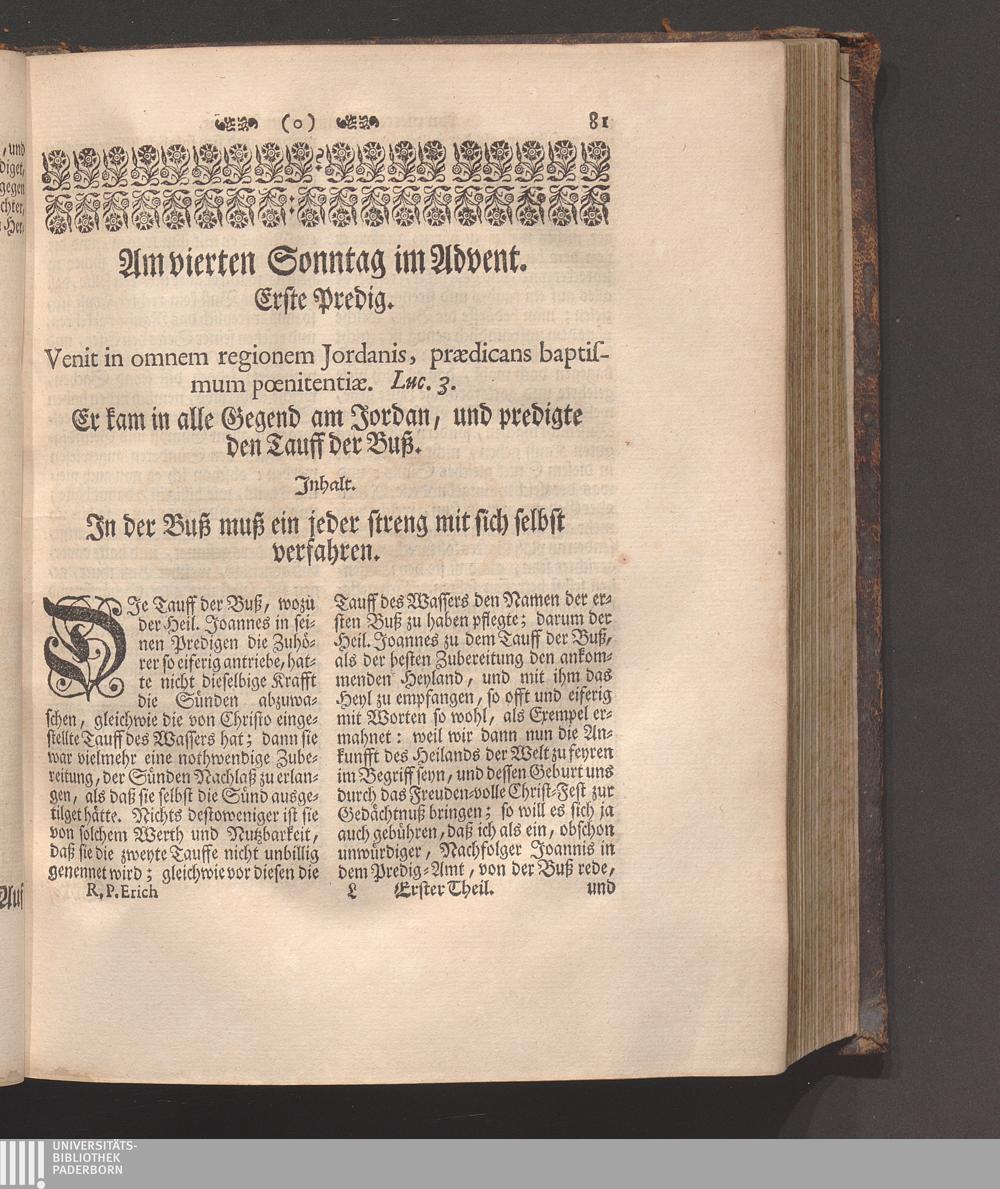 (o) 81
Am vierten Sonntag im Advent.
Erste Predig.
Venit in omnem regionem Jordanis, prædicans baptis-
mum pœnitentiæ. Luc. 3.
Er kam in alle Gegend am Jordan, und predigte
den Tauff der Buß.
Inhalt.
In der Buß muß ein jeder streng mit sich selbst
verfahren.
DIe Tauff der Buß, wozu
der Heil. Joannes in sei-
nen Predigen die Zuhö-
rer so eiferig antriebe, hat-
te nicht dieselbige Krafft
die Sünden abzuwa-
schen, gleichwie die von Christo einge-
stellte Tauff des Wassers hat; dann sie
war vielmehr eine nothwendige Zube-
reitung, der Sünden Nachlaß zu erlan-
gen, als daß sie selbst die Sünd ausge-
tilget hätte. Nichts destoweniger ist sie
von solchem Werth und Nutzbarkeit,
daß sie die zweyte Tauffe nicht unbillig
genennet wird; gleichwie vor diesen die
R. P. Erich
Tauff des Wassers den Namen der er-
sten Buß zu haben pflegte; darum der
Heil. Joannes zu dem Tauff der Buß,
als der besten Zubereitung den ankom-
menden Heyland, und mit ihm das
Heyl zu empfangen, so offt und eiferig
mit Worten so wohl, als Exempel er-
mahnet: weil wir dann nun die An-
kunfft des Heilands der Welt zu feyren
im Begriff seyn, und dessen Geburt uns
durch das Freuden-volle Christ-Fest zur
Gedächtnuß bringen; so will es sich ja
auch gebühren, daß ich als ein, obschon
unwürdiger, Nachfolger Joannis in
dem Predig-Amt, von der Buß rede,
L Erster Theil. und
, und
diget,
gegen
chter,
Her,
Auf
UNIVERSITÄTS-
BIBLIOTHEK
PADERBORN